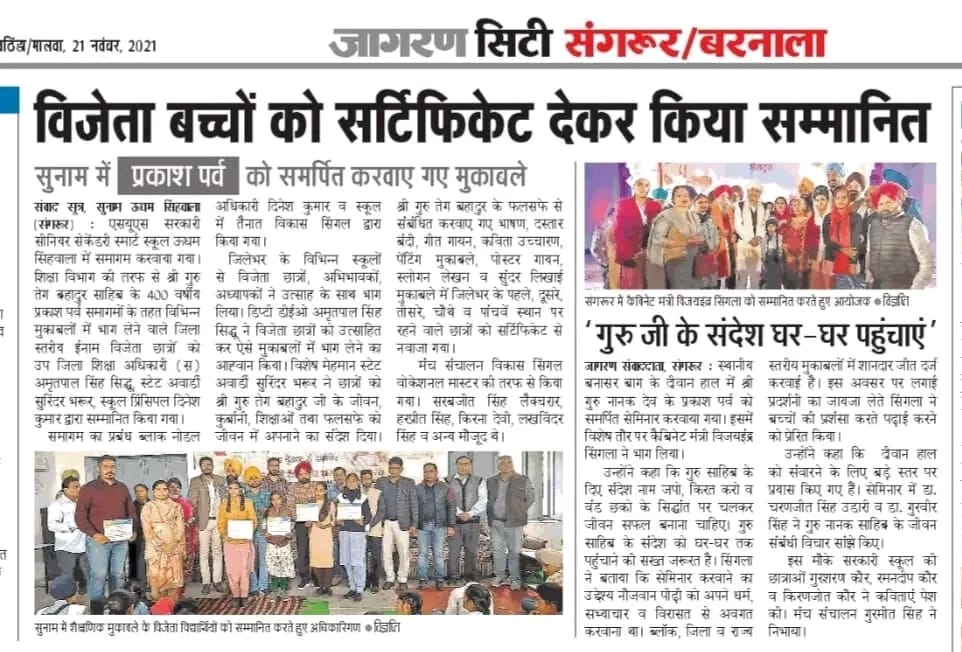 बठिंडा/मालवा, 21 नवंबर, 2021
जागरण सिटी संगरूर/बरनाला
विजेता बच्चों को सर्टिफिकेट देकर किया सम्मानित
सुनाम में प्रकाश पर्व को समर्पित करवाए गए मुकाबले
संवाद सूत्र, सुनाम ऊधम सिंहवाला
(संगरूर) : एसयूएस सरकारी
सीनियर सेकेंडरी स्मार्ट स्कूल ऊधम
सिंहवाला में समागम करवाया गया।
शिक्षा विभाग की तरफ से श्री गुरु
तेग बहादुर साहिब के 400 वर्षीय
प्रकाश पर्व समागमों के तहत विभिन्न
मुकाबलों में भाग लेने वाले जिला
स्तरीय ईनाम विजेता छात्रों को
उप जिला शिक्षा अधिकारी (स)
अमृतपाल सिंह सिद्धू, स्टेट अवार्डी
सुरिंदर भरूर, स्कूल प्रिंसिपल दिनेश
कुमार द्वारा सम्मानित किया गया।
समागम का प्रबंध ब्लाक नोडल
अधिकारी दिनेश कुमार व स्कूल
में तैनात विकास सिंगल द्वारा
किया गया।
जिलेभर के विभिन्न स्कूलों
से विजेता छात्रों, अभिभावकों,
अध्यापकों ने उत्साह के साथ भाग
लिया। डिप्टी डीईओ अमृतपाल सिंह
सिद्धू ने विजेता छात्रों को उत्साहित
कर ऐसे मुकाबलों में भाग लेने का
आह्वान किया। विशेष मेहमान स्टेट
अवार्डी सुरिंदर भरूर ने छात्रों को
श्री गुरु तेग बहादुर जी के जीवन,
कुर्बानी, शिक्षाओं तथा फलसफे को
जीवन में अपनाने का संदेश दिया।
श्री गुरु तेग बहादुर के फलसफे से
संबंधित करवाए गए भाषण, दस्तार
बंदी, गीत गायन, कविता उच्चारण,
पेंटिंग मुकाबले, पोस्टर गायन,
स्लोगन लेखन व सुंदर लिखाई
मुकाबले में जिलेभर के पहले, दूसरे,
तीसरे, चौथे व पांचवें स्थान पर
रहने वाले छात्रों को सर्टिफिकेट से
नवाजा गया।
मंच संचालन विकास सिंगल
वोकेशनल मास्टर की तरफ से किया
गया। सरबजीत सिंह लैक्चरार,
हरप्रीत सिंह, किरना देवी, लखविंदर
सिंह व अन्य मौजूद थे।
सुनाम में शैक्षणिक मुकाबले के विजेता विद्यार्थियों को सम्मानित करते हुए अधिकारिगण ● विज्ञप्ति
संगरूर में कैबिनेट मंत्री विजयइंद्र सिंगला को सम्मानित करते हुए आयोजक ● विज्ञप्ति
'गुरु जी के संदेश घर-घर पहुंचाएं'
जागरण संवाददाता, संगरूर : स्थानीय
बनासर बाग के दीवान हाल में श्री
गुरु नानक देव के प्रकाश पर्व को
समर्पित सेमिनार करवाया गया। इसमें
विशेष तौर पर कैबिनेट मंत्री विजयइंद्र
सिंगला ने भाग लिया।
उन्होंने कहा कि गुरु साहिब के
दिए संदेश नाम जपो, किरत करो व
वंड छको के सिद्धांत पर चलकर
जीवन सफल बनाना चाहिए। गुरु
साहिब के संदेश को घर-घर तक
पहुंचाने की सख्त जरूरत है। सिंगला
ने बताया कि सेमिनार करवाने का
उद्देश्य नौजवान पीढ़ी को अपने धर्म,
सभ्याचार व विरासत से अवगत
करवाना था। ब्लॉक, जिला व राज्य
स्तरीय मुकाबलों में शानदार जीत दर्ज
करवाई है। इस अवसर पर लगाई
प्रदर्शनी का जायजा लेते सिंगला ने
बच्चों की प्रशंसा करते पढ़ाई करने
को प्रेरित किया।
उन्होंने कहा कि दीवान हाल
को संवारने के लिए बड़े स्तर पर
प्रयास किए गए हैं। सेमिनार में डा.
चरणजीत सिंह उडारी व डा. गुरवीर
सिंह ने गुरु नानक साहिब के जीवन
संबंधी विचार सांझे किए।
इस मौके सरकारी स्कूल की
छात्राओं गुरशरण कौर, रमनदीप कौर
व किरणजोत कौर ने कविताएं पेश
कीं। मंच संचालन गुरमीत सिंह ने
निभाया।